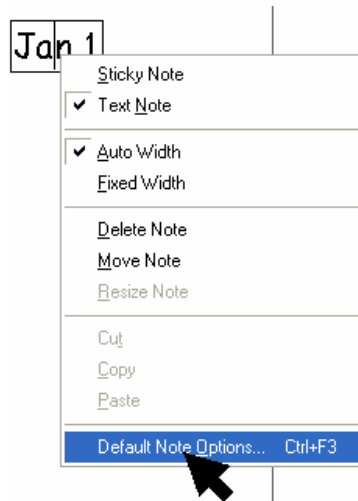 Jan 1
Sticky Note
Text Note
Auto Width
Fixed Width
Delete Note
Move Note
Resize Note
Cut
Copy
Paste
Default Note Options... Ctrl+F3